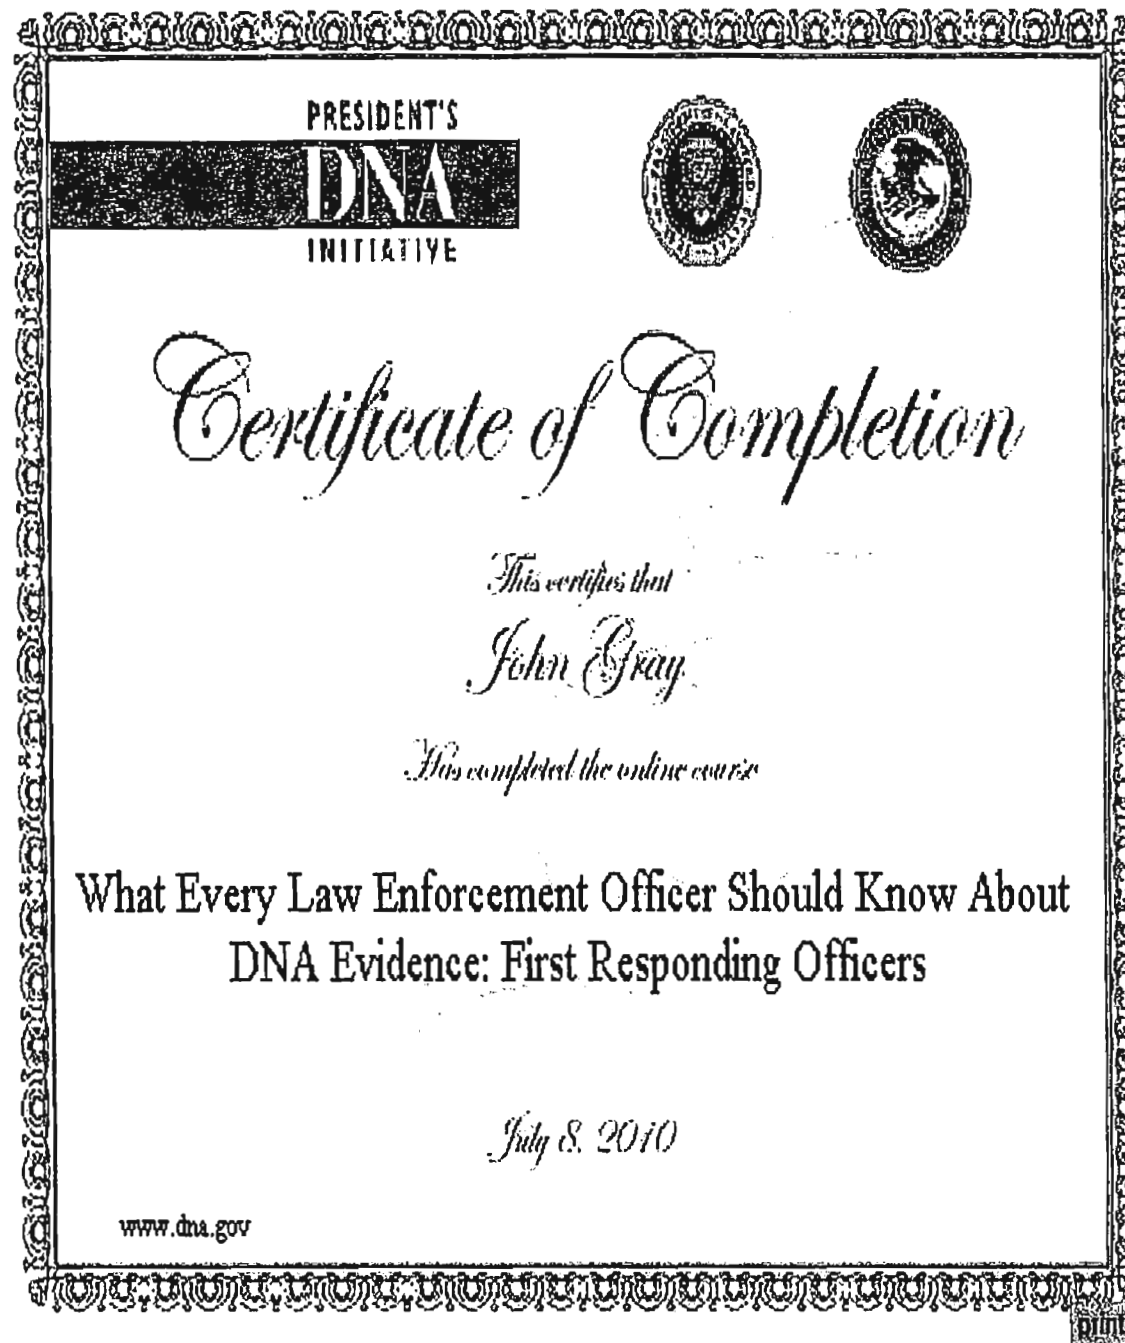 PRESIDENT'S
DNA
INITIATIVE
Certificate of Completion
This certifies that
John Gray
Has completed the online course
What Every Law Enforcement Officer Should Know About
DNA Evidence: First Responding Officers
July 8, 2010
www.dna.gov
print